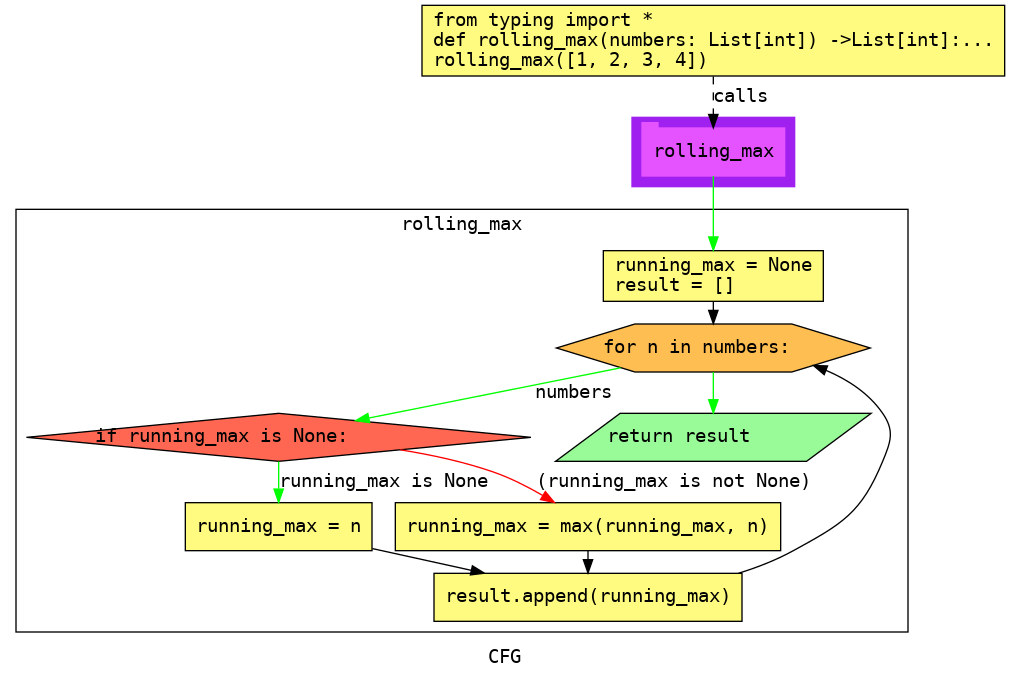 from typing import *
def rolling_max(numbers: List[int]) ->List[int]:...
rolling_max([1, 2, 3, 4])
calls
rolling_max
rolling_max
running_max = None
result = []
for n in numbers:
numbers
if running_max is None:
return result
running_max is None
(running_max is not None)
running_max = n
running_max = max(running_max, n)
result.append(running_max)
CFG